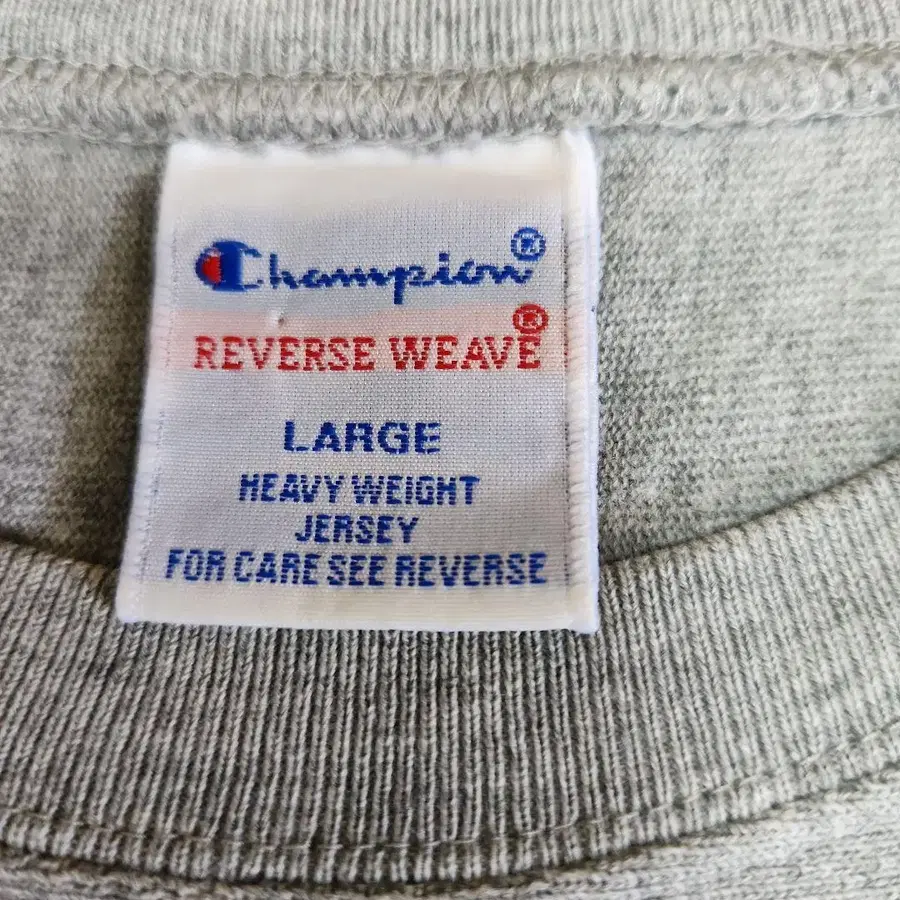 Champion®
REVERSE WEAVE®
LARGE
HEAVY WEIGHT
JERSEY
FOR CARE SEE REVERSE